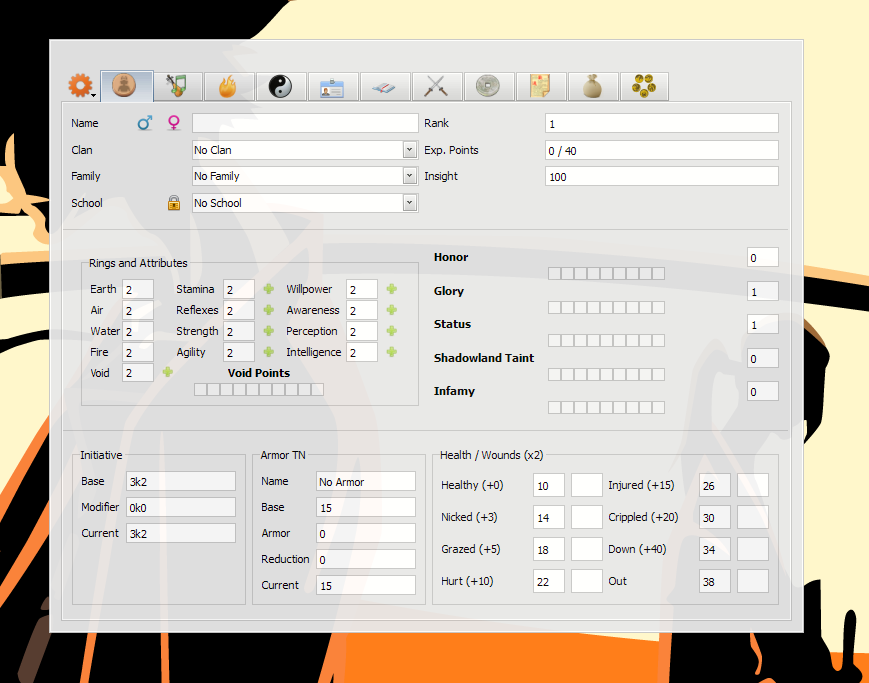 Name Rank 1
Clan No Clan Exp. Points 0 / 40
Family No Family Insight 100
School No School
Rings and Attributes
Earth 2 Stamina 2 Willpower 2
Air 2 Reflexes 2 Awareness 2
Water 2 Strength 2 Perception 2
Fire 2 Agility 2 Intelligence 2
Void 2 Void Points
Honor 0
Glory 1
Status 1
Shadowland Taint 0
Infamy 0
Initiative
Base 3k2
Modifier 0k0
Current 3k2
Armor TN
Name No Armor
Base 15
Armor 0
Reduction 0
Current 15
Health / Wounds (x2)
Healthy (+0) 10 Injured (+15) 26
Nicked (+3) 14 Crippled (+20) 30
Grazed (+5) 18 Down (+40) 34
Hurt (+10) 22 Out 38